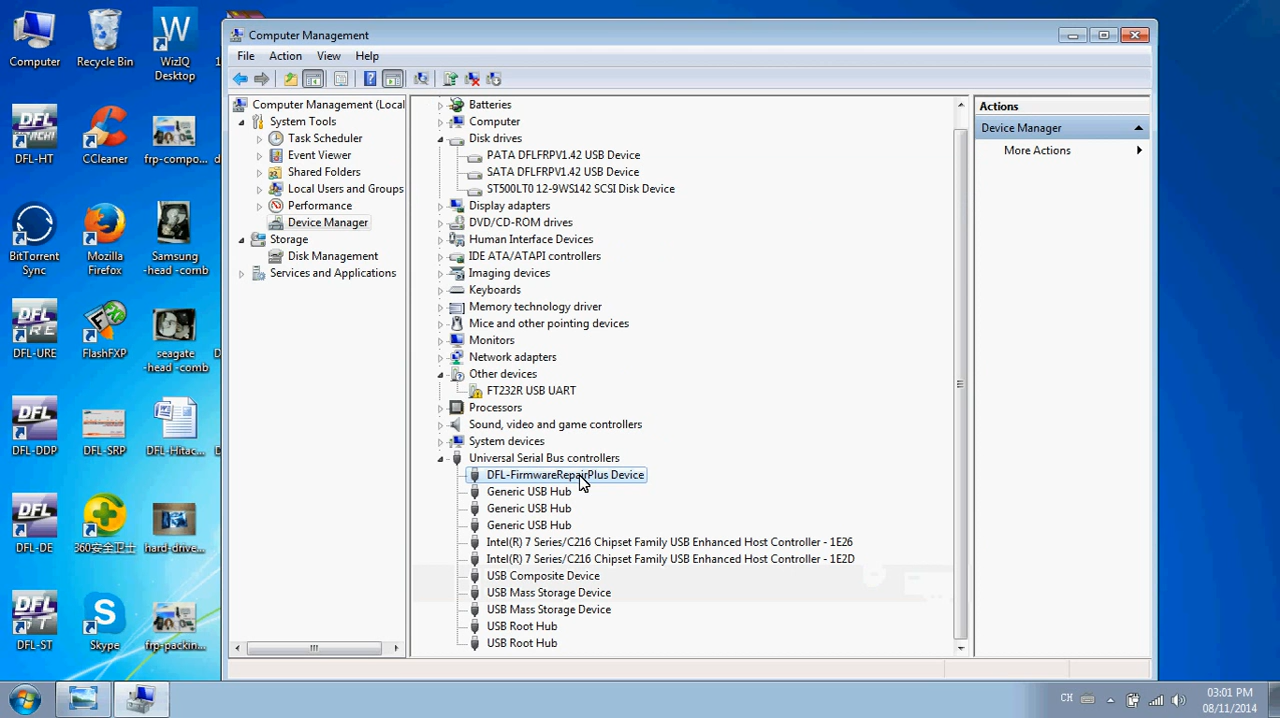 Computer
Recycle Bin
WizIQ
Desktop
DFL-HT
CCleaner
frp-compo...
BitTorrent
Sync
Mozilla
Firefox
Samsung
-head -comb
DFL
URE
DFL-URE
FlashFXP
seagate
-head -comb
DFL
DFL-DDP
DFL-SRP
DFL-Hitac...
DFL
DFL-DE
360安全卫士
hard-drive...
DFL
DFL-ST
Skype
frp-packin...
Computer Management
File Action View Help
Computer Management (Local
System Tools
Task Scheduler
Event Viewer
Shared Folders
Local Users and Groups
Performance
Device Manager
Storage
Disk Management
Services and Applications
Batteries
Computer
Disk drives
PATA DFLFRPV1.42 USB Device
SATA DFLFRPV1.42 USB Device
ST500LT0 12-9WS142 SCSI Disk Device
Display adapters
DVD/CD-ROM drives
Human Interface Devices
IDE ATA/ATAPI controllers
Imaging devices
Keyboards
Memory technology driver
Mice and other pointing devices
Monitors
Network adapters
Other devices
FT232R USB UART
Processors
Sound, video and game controllers
System devices
Universal Serial Bus controllers
DFL-FirmwareRepairPlus Device
Generic USB Hub
Generic USB Hub
Generic USB Hub
Intel(R) 7 Series/C216 Chipset Family USB Enhanced Host Controller - 1E26
Intel(R) 7 Series/C216 Chipset Family USB Enhanced Host Controller - 1E2D
USB Composite Device
USB Mass Storage Device
USB Mass Storage Device
USB Root Hub
USB Root Hub
Actions
Device Manager
More Actions
CH
03:01 PM
08/11/2014